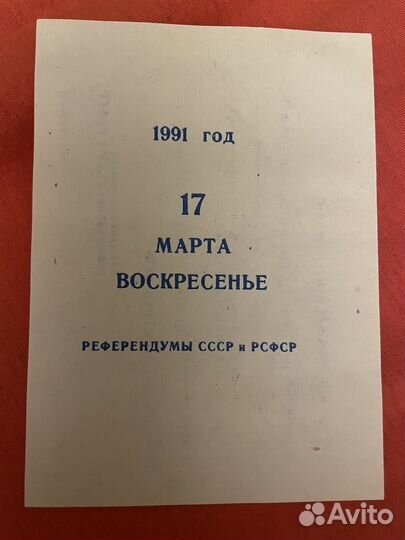 1991 год
17
МАРТА
ВОСКРЕСЕНЬЕ
РЕФЕРЕНДУМЫ СССР и РСФСР
Avito